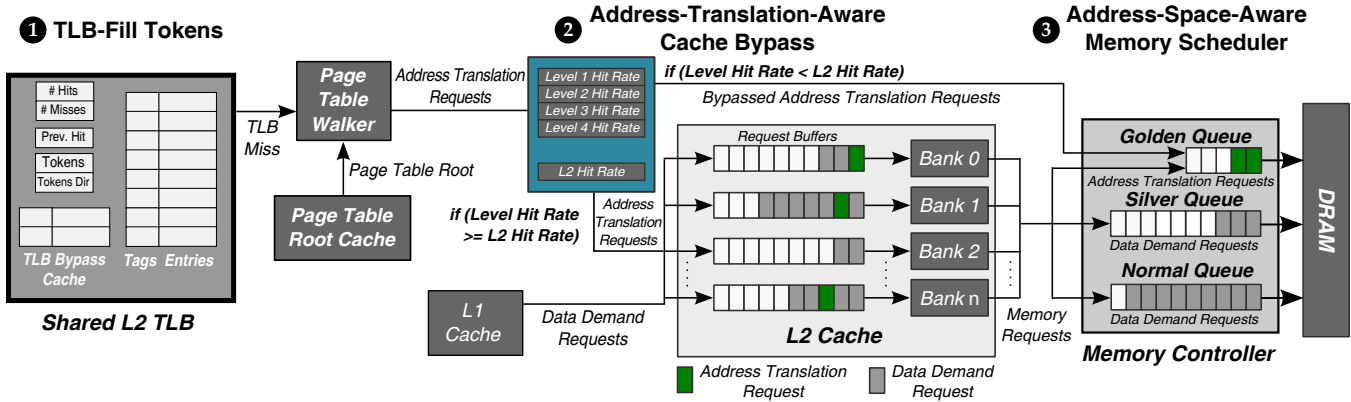 1 TLB-Fill Tokens
# Hits
# Misses
Prev. Hit
Tokens
Tokens Dir
TLB Bypass
Cache
Tags Entries
Shared L2 TLB
TLB
Miss
Page
Table
Walker
Page Table Root
Page Table
Root Cache
Address Translation
Requests
2 Address-Translation-Aware
Cache Bypass
Level 1 Hit Rate
Level 2 Hit Rate
Level 3 Hit Rate
Level 4 Hit Rate
L2 Hit Rate
if (Level Hit Rate < L2 Hit Rate)
Bypassed Address Translation Requests
if (Level Hit Rate
>= L2 Hit Rate)
Address
Translation
Requests
L1
Cache
Data Demand
Requests
Request Buffers
Bank 0
Bank 1
Bank 2
Bank n
L2 Cache
Address Translation
Request
Data Demand
Request
Memory
Requests
3 Address-Space-Aware
Memory Scheduler
Golden Queue
Address Translation Requests
Silver Queue
Data Demand Requests
Normal Queue
Data Demand Requests
Memory Controller
DRAM